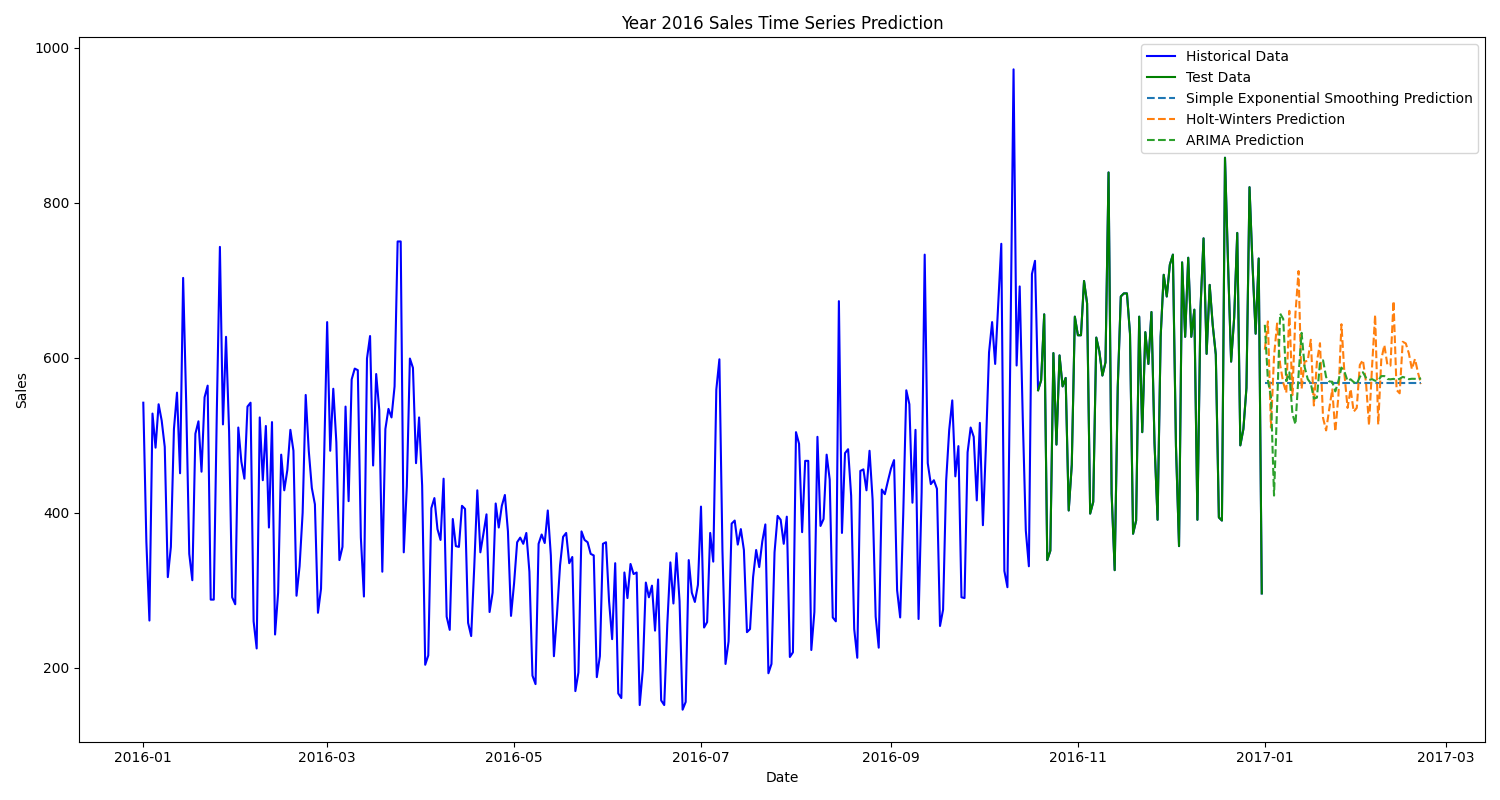 Year 2016 Sales Time Series Prediction
1000
800
600
400
200
Sales
Historical Data
Test Data
Simple Exponential Smoothing Prediction
Holt-Winters Prediction
ARIMA Prediction
2016-01 2016-03 2016-05 2016-07 2016-09 2016-11 2017-01 2017-03
Date